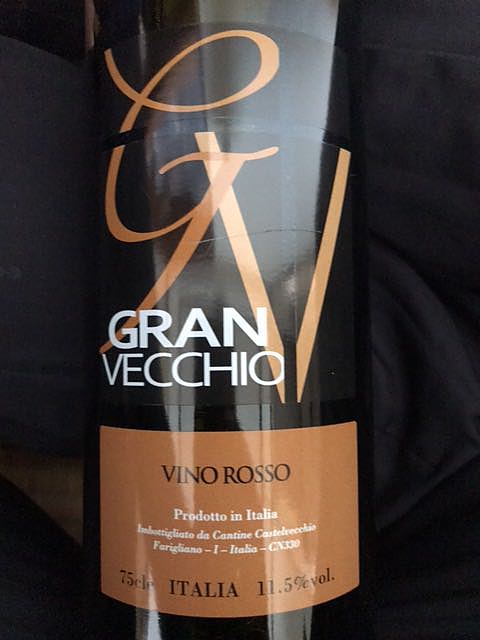 GV
GRAN
VECCHIO
VINO ROSSO
Prodotto in Italia
Imbottigliato da Cantine Castelvecchio
Farigliano – I – Italia – CN330
75cle ITALIA 11.5%vol.